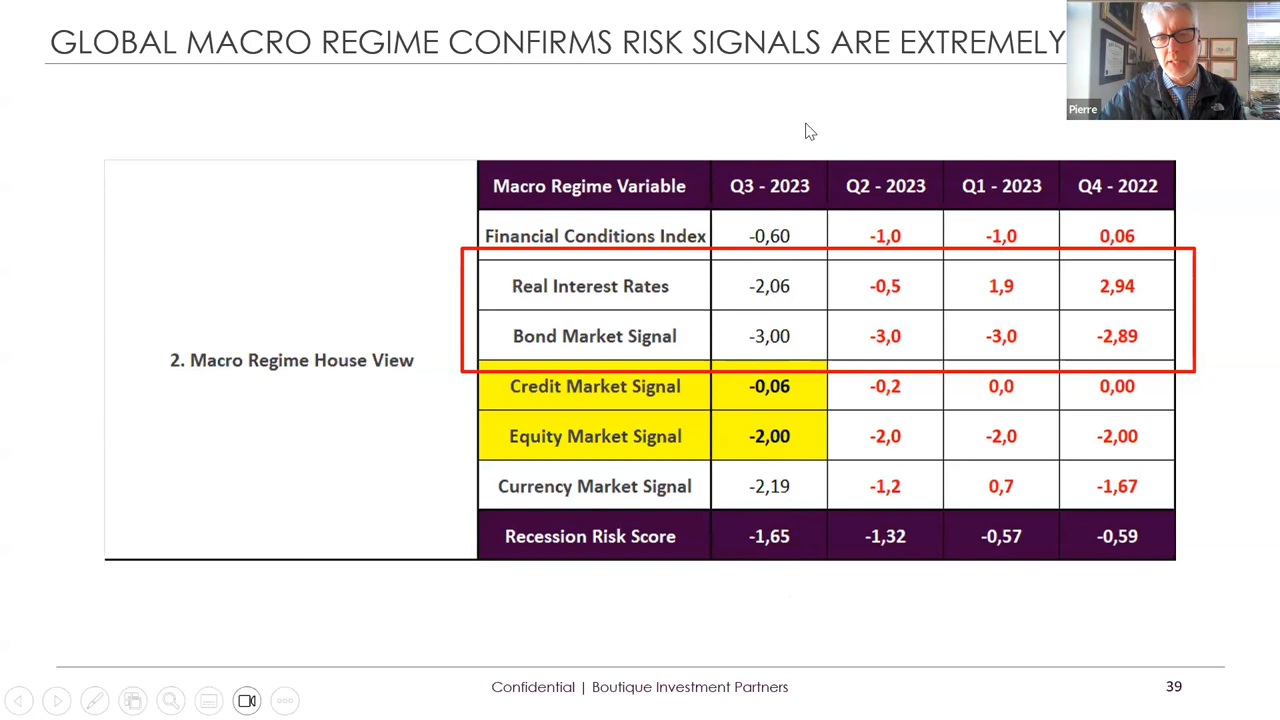 GLOBAL MACRO REGIME CONFIRMS RISK SIGNALS ARE EXTREMELY
Pierre
2. Macro Regime House View
Macro Regime Variable Q3 - 2023 Q2 - 2023 Q1 - 2023 Q4 - 2022
Financial Conditions Index -0,60 -1,0 -1,0 0,06
Real Interest Rates -2,06 -0,5 1,9 2,94
Bond Market Signal -3,00 -3,0 -3,0 -2,89
Credit Market Signal -0,06 -0,2 0,0 0,00
Equity Market Signal -2,00 -2,0 -2,0 -2,00
Currency Market Signal -2,19 -1,2 0,7 -1,67
Recession Risk Score -1,65 -1,32 -0,57 -0,59
Confidential | Boutique Investment Partners
39